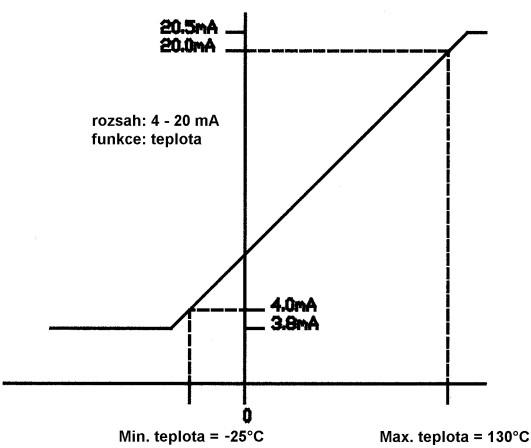 20.5mA
20.0mA
rozsah: 4 - 20 mA
funkce: teplota
4.0mA
3.8mA
0
Min. teplota = -25°C
Max. teplota = 130°C